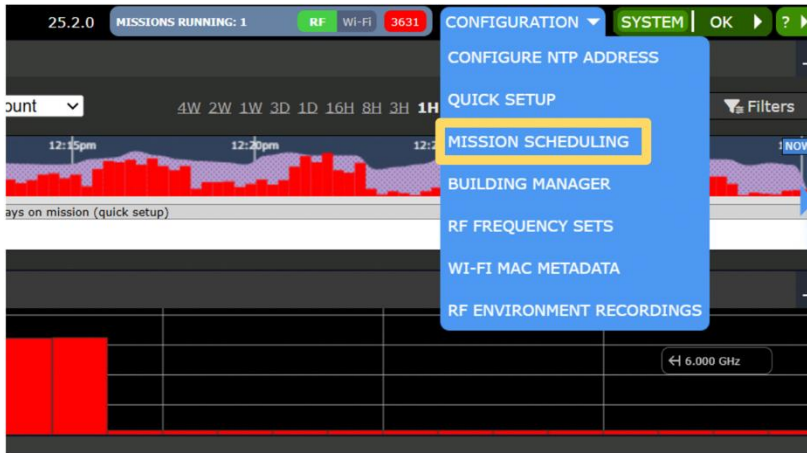 25.2.0 MISSIONS RUNNING: 1 RF Wi-Fi 3631 CONFIGURATION SYSTEM OK ?
CONFIGURE NTP ADDRESS
ount 4W 2W 1W 3D 1D 16H 8H 3H 1H QUICK SETUP Filters
12:15pm 12:20pm 12:2 MISSION SCHEDULING NOW
BUILDING MANAGER
ays on mission (quick setup)
RF FREQUENCY SETS
WI-FI MAC METADATA
RF ENVIRONMENT RECORDINGS
6.000 GHz